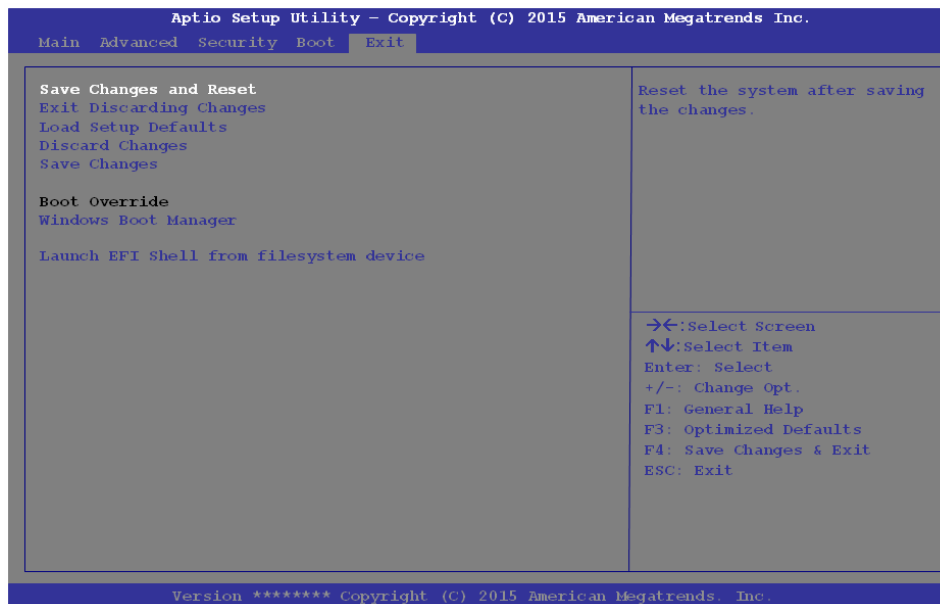 Aptio Setup Utility – Copyright (C) 2015 American Megatrends Inc.
Main Advanced Security Boot Exit
Save Changes and Reset
Exit Discarding Changes
Load Setup Defaults
Discard Changes
Save Changes
Boot Override
Windows Boot Manager
Launch EFI Shell from filesystem device
Reset the system after saving
the changes.
→←:Select Screen
↑↓:Select Item
Enter: Select
+/-: Change Opt.
F1: General Help
F3: Optimized Defaults
F4: Save Changes & Exit
ESC: Exit
Version ******** Copyright (C) 2015 American Megatrends. Inc.